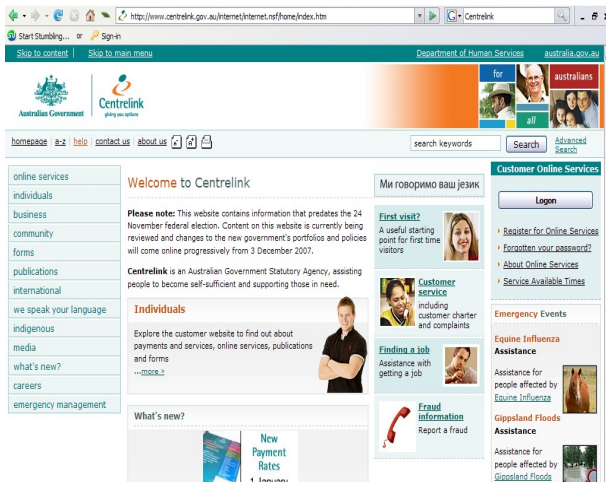 http://www.centrelink.gov.au/internet/internet.nsf/home/index.htm
G Centrelink
Start Stumbling... or Sign-in
Skip to content | Skip to main menu
Department of Human Services australia.gov.au
for
australians
all
Australian Government
Centrelink
giving you options
homepage | a-z | help | contact us | about us
search keywords
Search
Advanced Search
online services
individuals
business
community
forms
publications
international
we speak your language
indigenous
media
what's new?
careers
emergency management
Welcome to Centrelink
Please note: This website contains information that predates the 24
November federal election. Content on this website is currently being
reviewed and changes to the new government's portfolios and policies
will come online progressively from 3 December 2007.
Centrelink is an Australian Government Statutory Agency, assisting
people to become self-sufficient and supporting those in need.
Individuals
Explore the customer website to find out about
payments and services, online services, publications
and forms
...more »
What's new?
New
Payment
Rates
1 January
Ми говоримо ваш језик
First visit?
A useful starting
point for first time
visitors
Customer
service
including
customer charter
and complaints
Finding a job
Assistance with
getting a job
Fraud
information
Report a fraud
Customer Online Services
Logon
Register for Online Services
Forgotten your password?
About Online Services
Service Available Times
Emergency Events
Equine Influenza
Assistance
Assistance for
people affected by
Equine Influenza
Gippsland Floods
Assistance
Assistance for
people affected by
Gippsland Floods